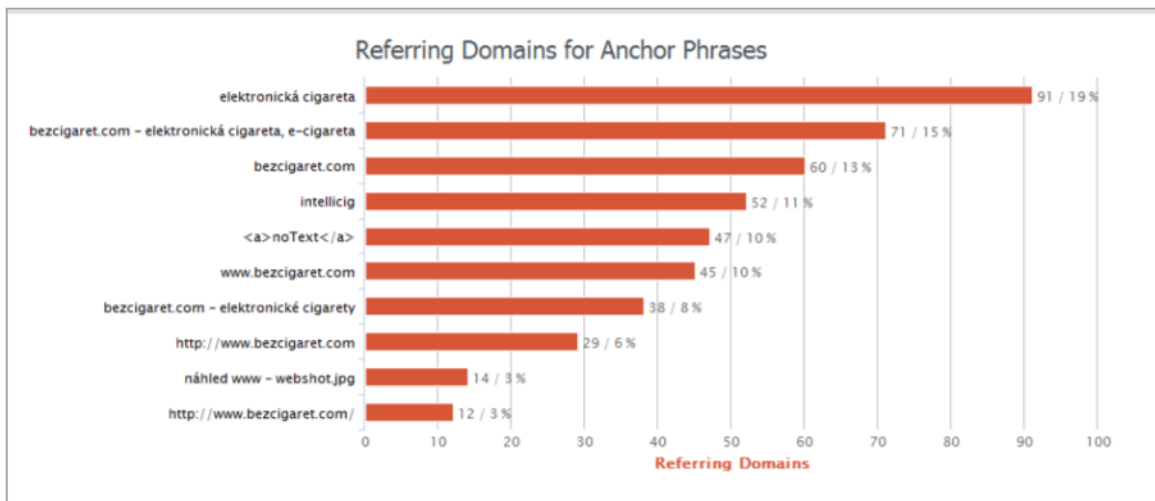 Referring Domains for Anchor Phrases
elektronická cigareta 91 / 19 %
bezcigaret.com – elektronická cigareta, e-cigareta 71 / 15 %
bezcigaret.com 60 / 13 %
intellicig 52 / 11 %
<a>noText</a> 47 / 10 %
www.bezcigaret.com 45 / 10 %
bezcigaret.com – elektronické cigarety 38 / 8 %
http://www.bezcigaret.com 29 / 6 %
náhled www – webshot.jpg 14 / 3 %
http://www.bezcigaret.com/ 12 / 3 %
0 10 20 30 40 50 60 70 80 90 100
Referring Domains